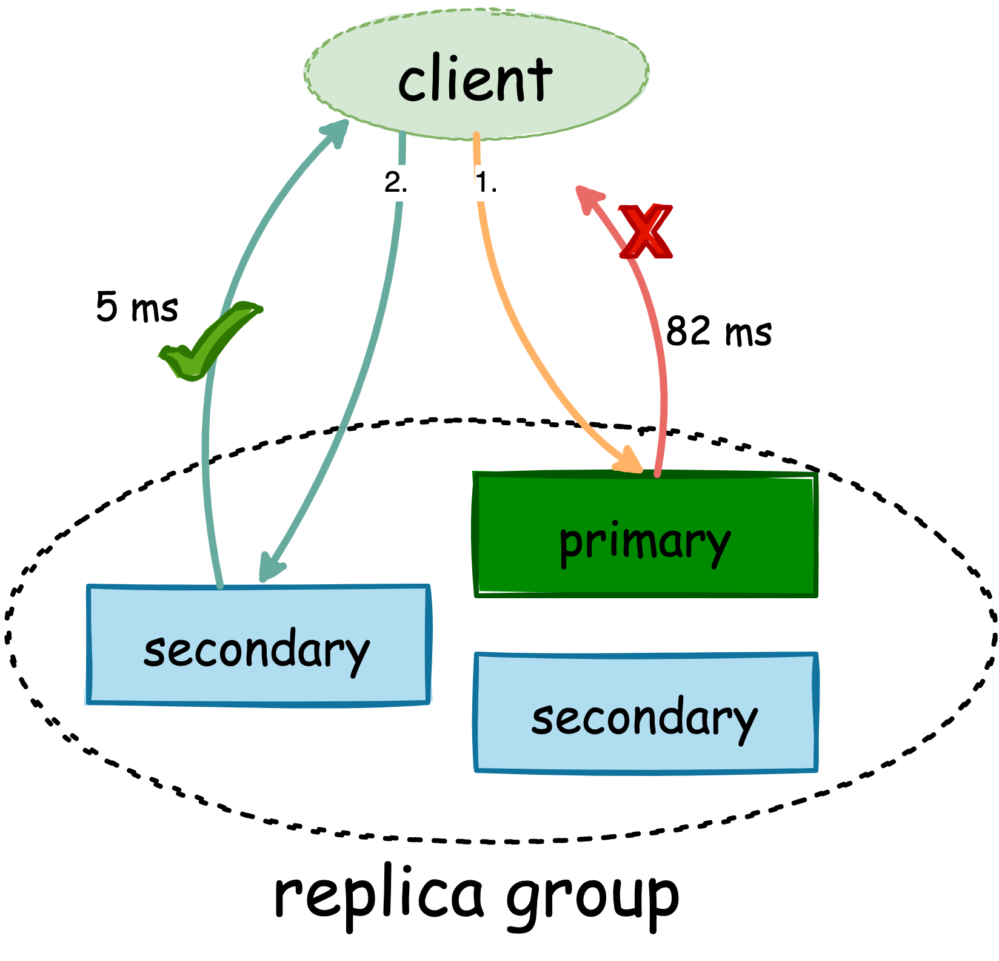 client
2.
1.
5 ms
82 ms
primary
secondary
secondary
replica group